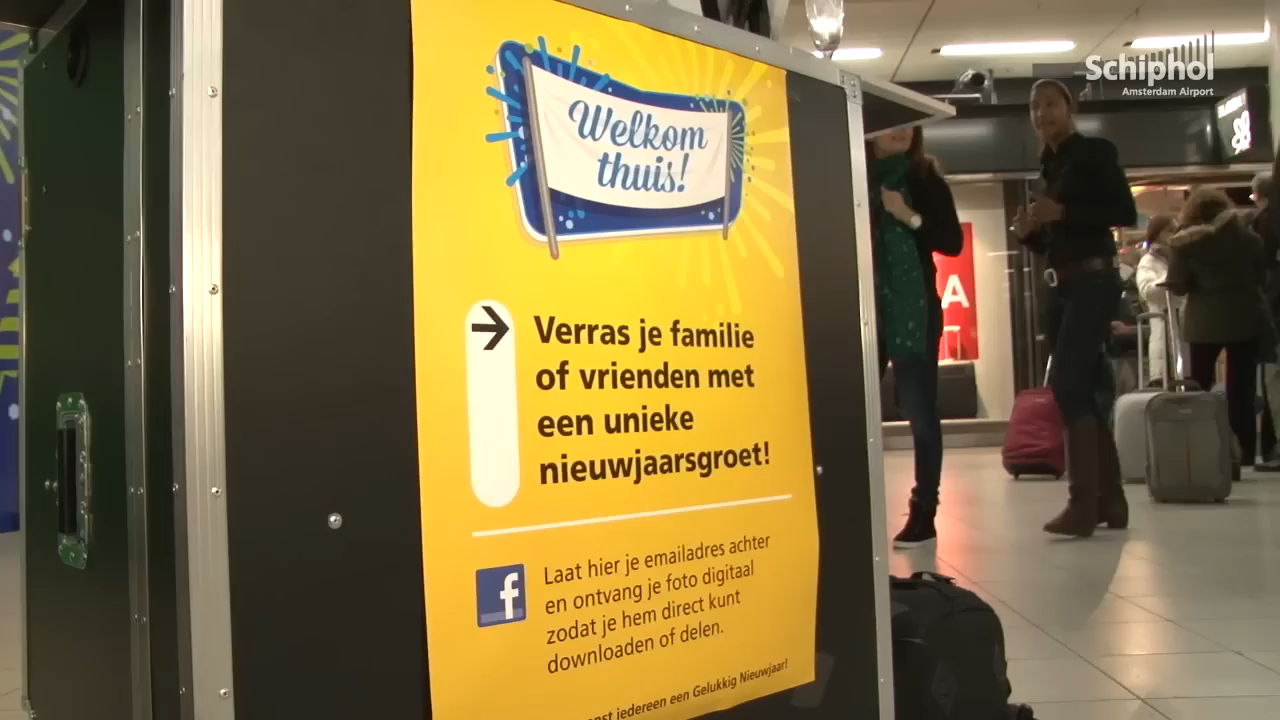 Schiphol
Amsterdam Airport
Welkom
thuis!
Verras je familie
of vrienden met
een unieke
nieuwjaarsgroet!
f
Laat hier je emailadres achter
en ontvang je foto digitaal
zodat je hem direct kunt
downloaden of delen.
iedereen een Gelukkig Nieuwjaar!
A